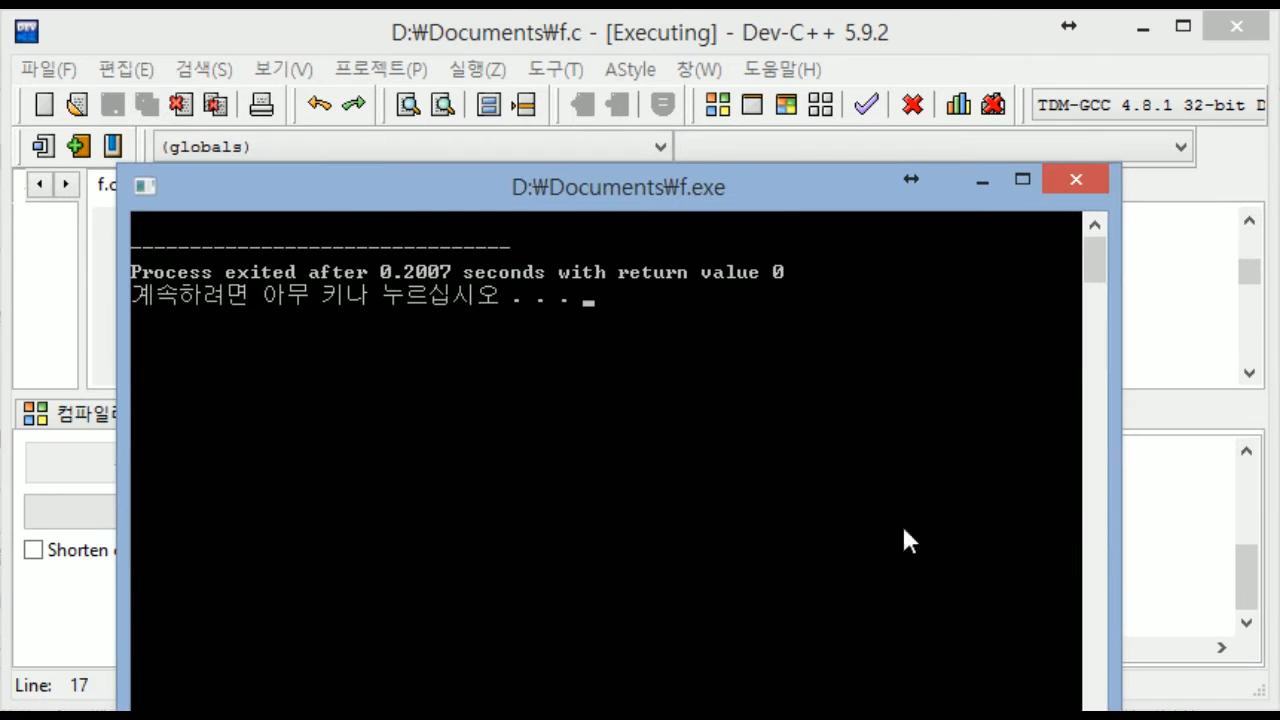 DEV
D:₩Documents₩f.c - [Executing] - Dev-C++ 5.9.2
파일(F) 편집(E) 검색(S) 보기(V) 프로젝트(P) 실행(Z) 도구(T) AStyle 창(W) 도움말(H)
TDM-GCC 4.8.1 32-bit D
(globals)
f.c
D:₩Documents₩f.exe
--------------------------------
Process exited after 0.2007 seconds with return value 0
계속하려면 아무 키나 누르십시오 . . .
컴파일
Shorten
Line: 17